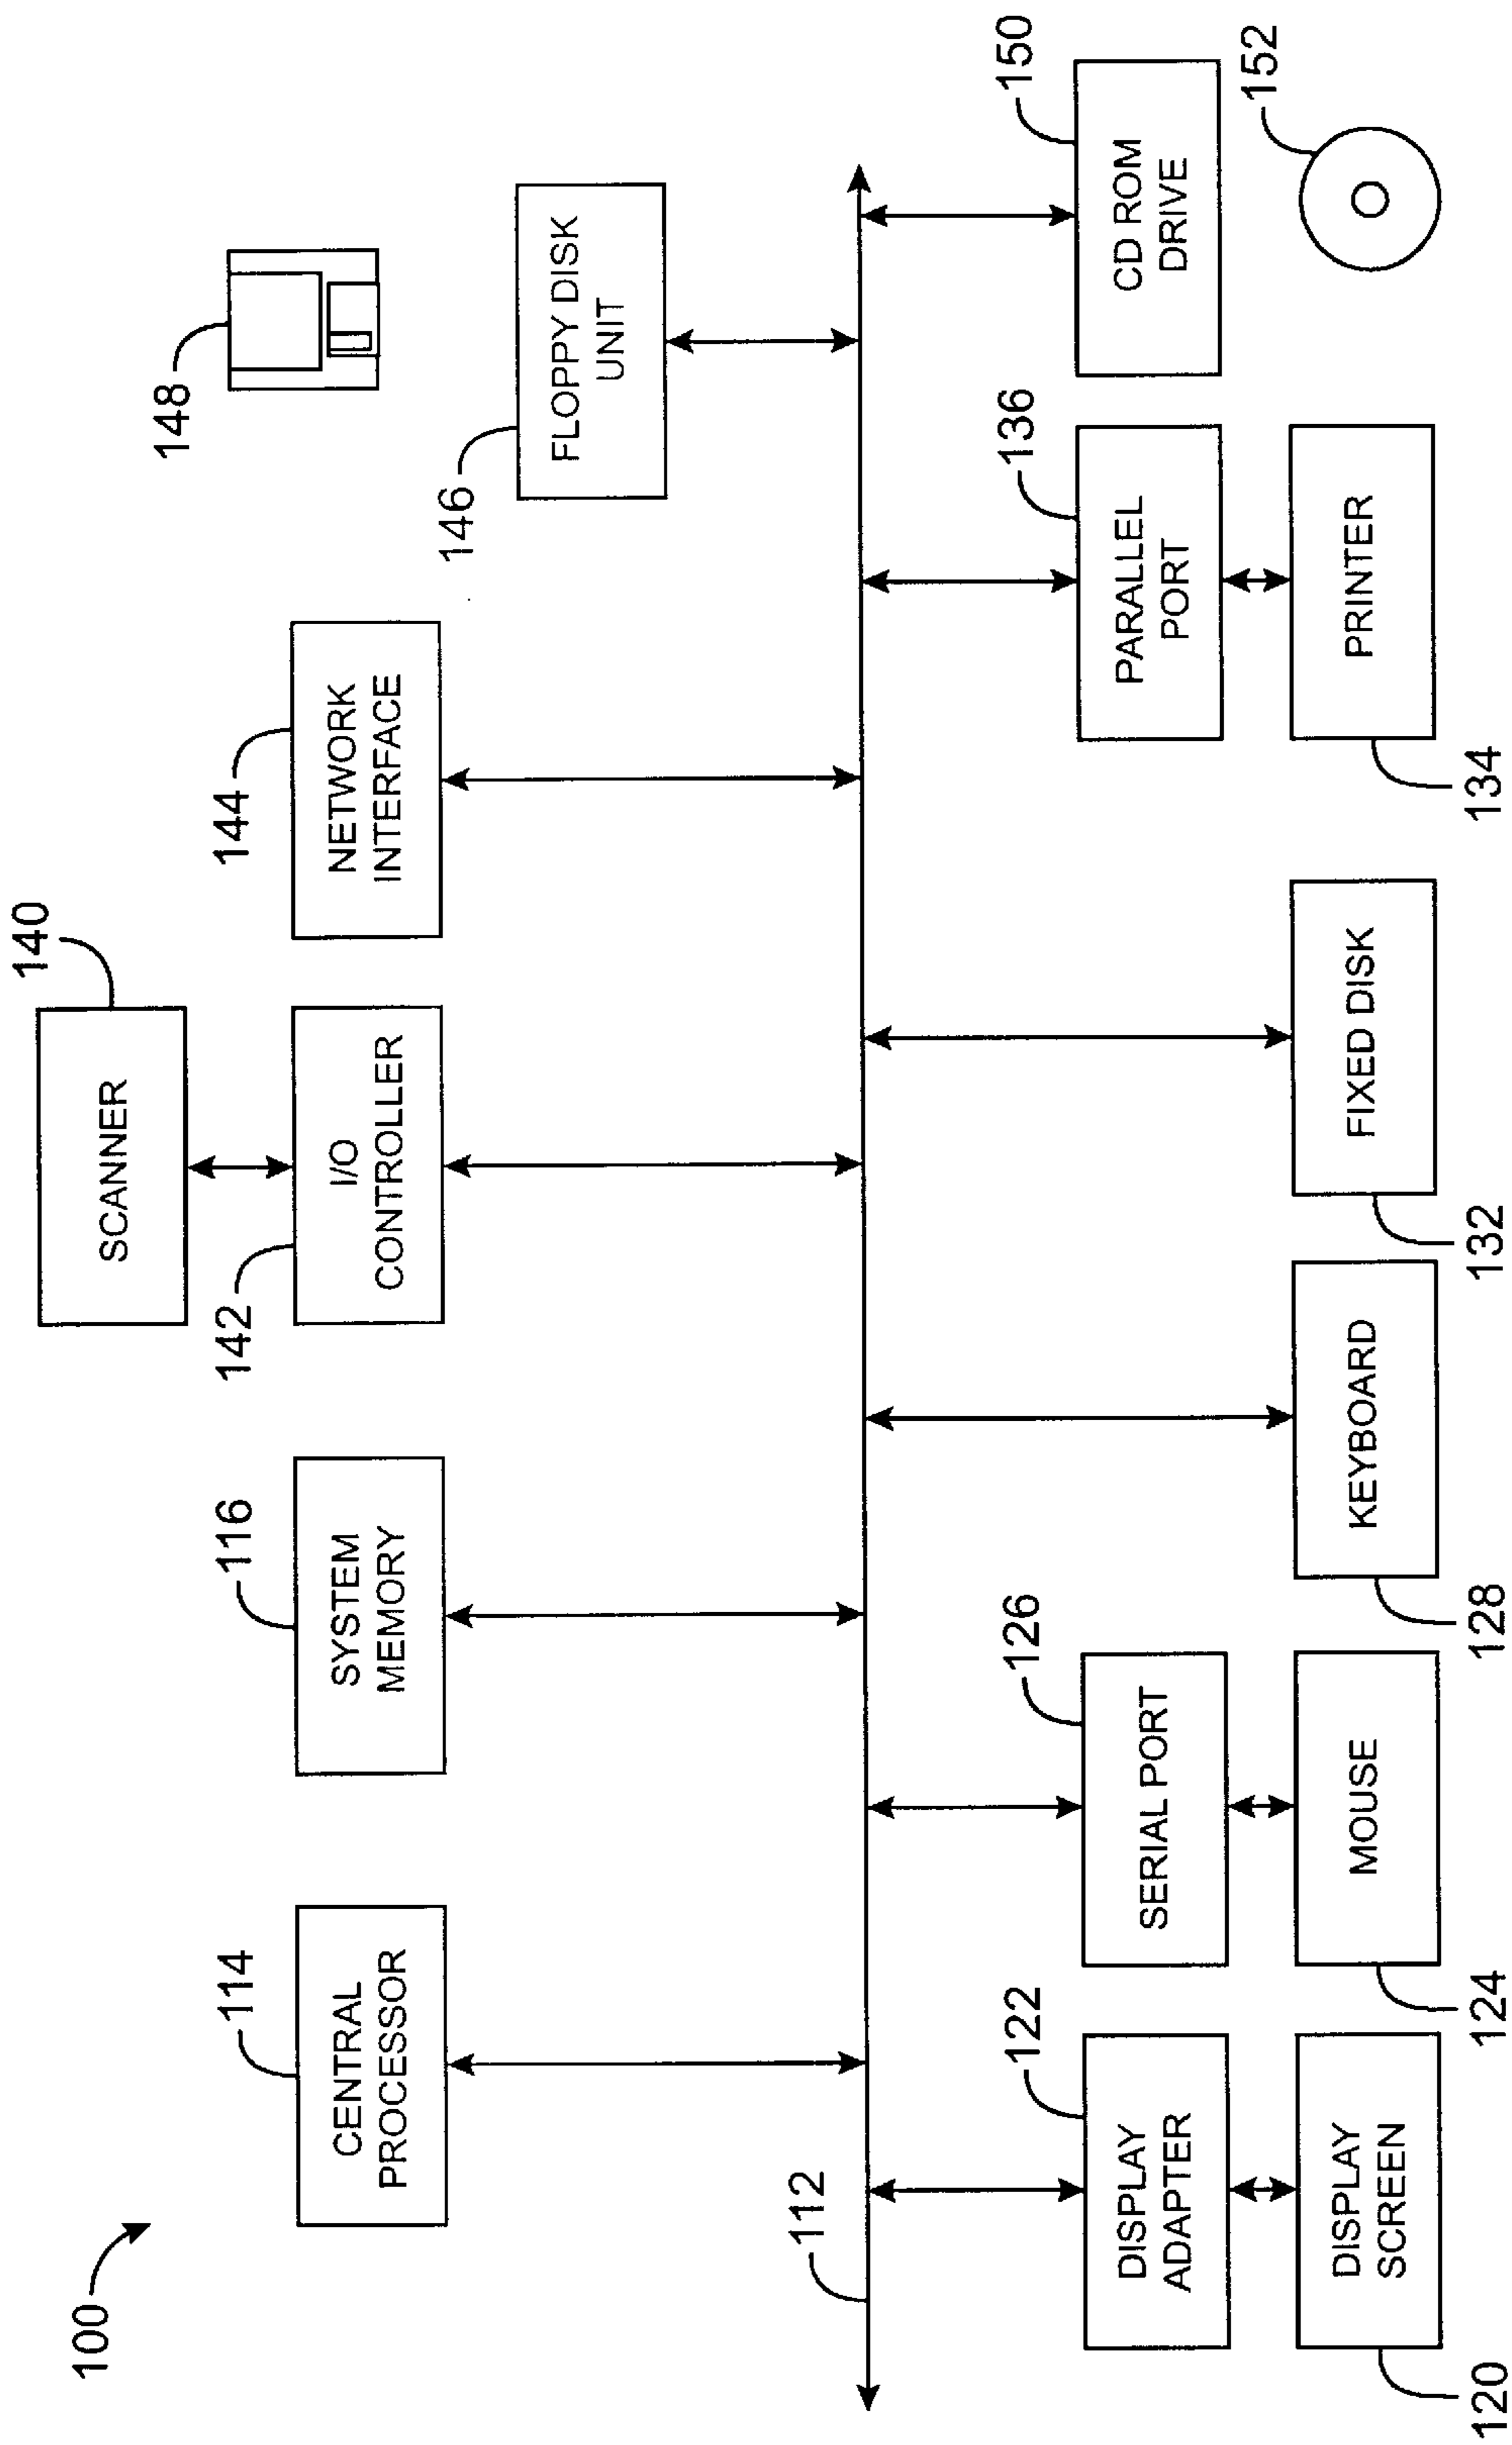 100
140
SCANNER
114
CENTRAL
PROCESSOR
116
SYSTEM
MEMORY
142
I/O
CONTROLLER
144
NETWORK
INTERFACE
148
146
FLOPPY DISK
UNIT
112
122
DISPLAY
ADAPTER
126
SERIAL PORT
136
PARALLEL
PORT
150
CD ROM
DRIVE
120
DISPLAY
SCREEN
124
MOUSE
128
KEYBOARD
132
FIXED DISK
134
PRINTER
152